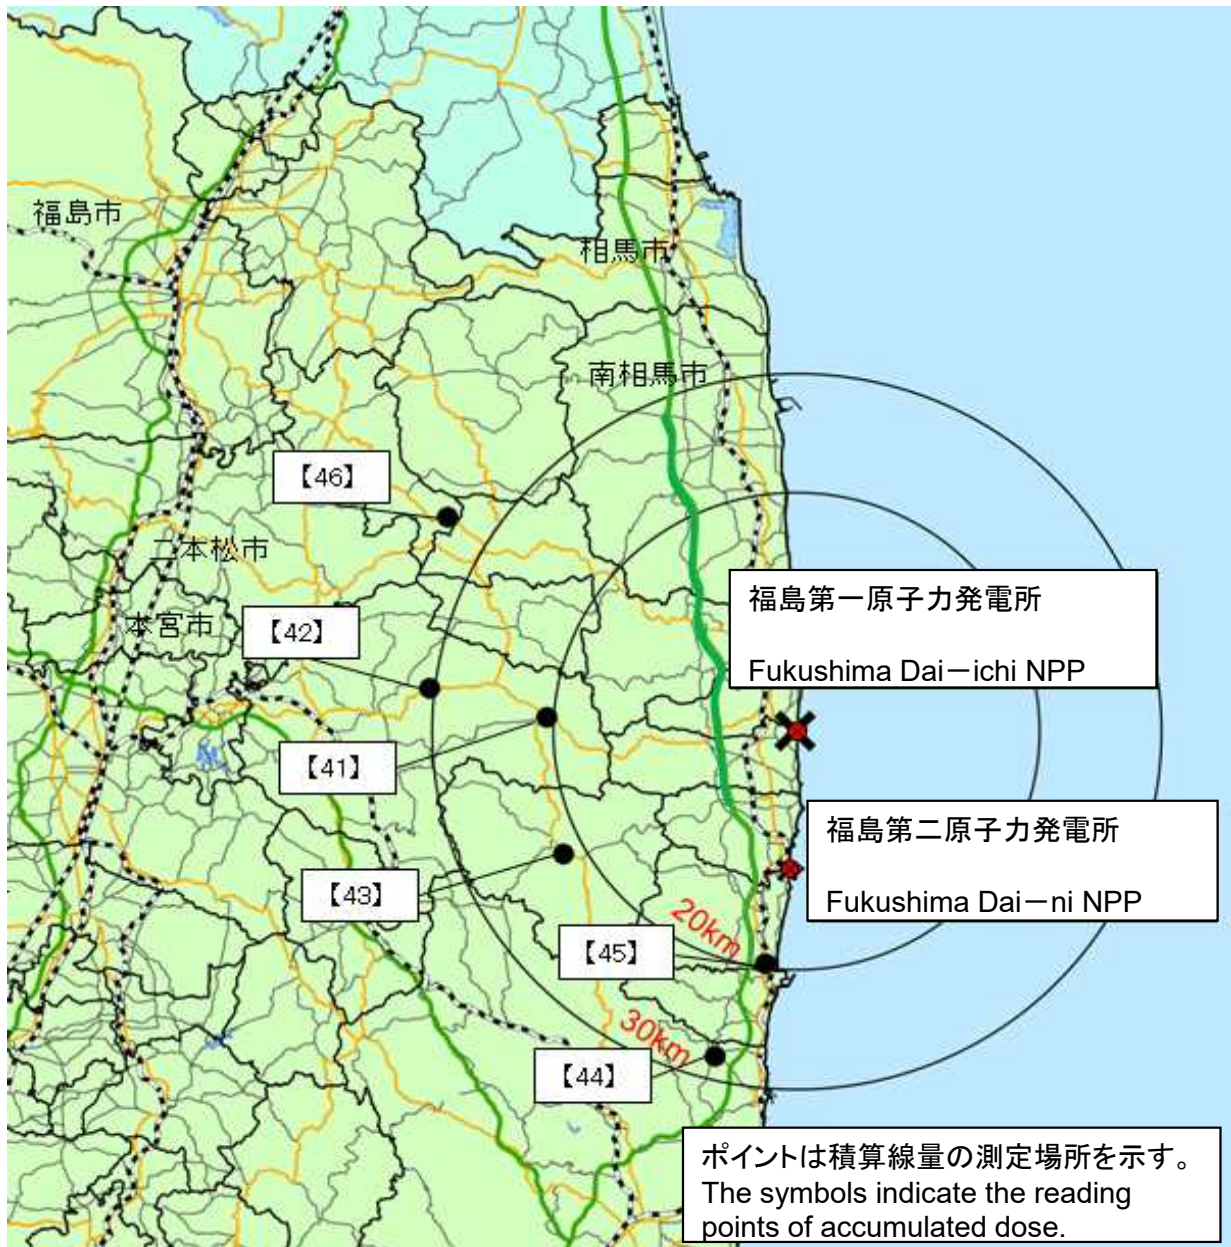 福島市
相馬市
南相馬市
【46】
二本松市
福島第一原子力発電所
Fukushima Dai－ichi NPP
本宮市
【42】
【41】
福島第二原子力発電所
Fukushima Dai－ni NPP
【43】
20km
【45】
30km
【44】
ポイントは積算線量の測定場所を示す。
The symbols indicate the reading
points of accumulated dose.